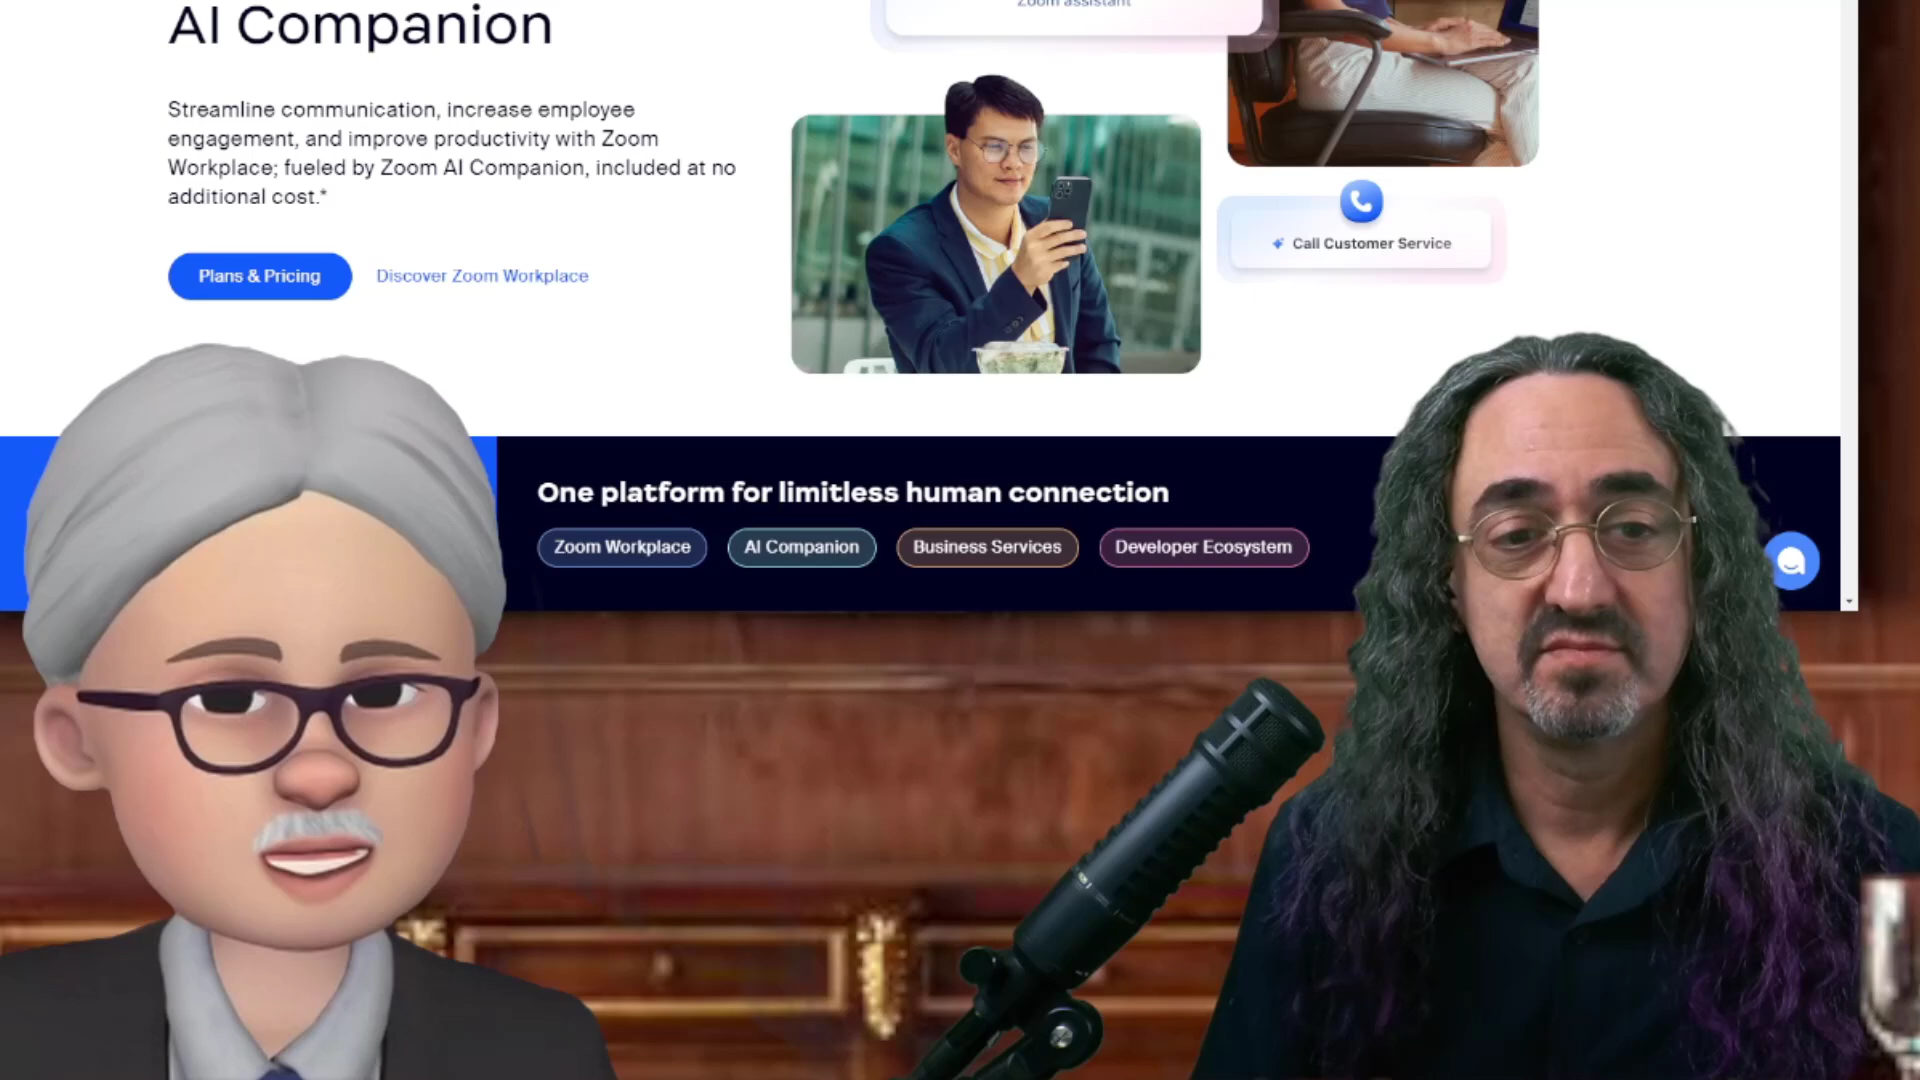 AI Companion
Zoom assistant
Streamline communication, increase employee
engagement, and improve productivity with Zoom
Workplace; fueled by Zoom AI Companion, included at no
additional cost.*
Plans & Pricing
Discover Zoom Workplace
Call Customer Service
One platform for limitless human connection
Zoom Workplace
AI Companion
Business Services
Developer Ecosystem